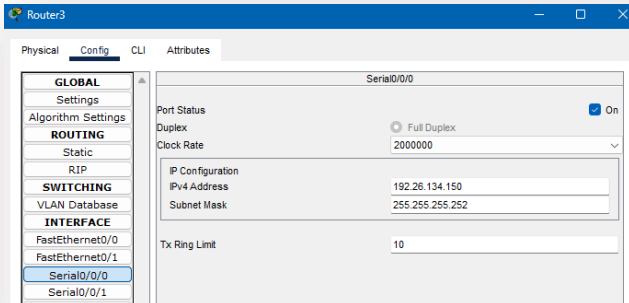 Router3
Physical Config CLI Attributes
GLOBAL
Settings
Algorithm Settings
ROUTING
Static
RIP
SWITCHING
VLAN Database
INTERFACE
FastEthernet0/0
FastEthernet0/1
Serial0/0/0
Serial0/0/1
Serial0/0/0
Port Status On
Duplex Full Duplex
Clock Rate 2000000
IP Configuration
IPv4 Address 192.26.134.150
Subnet Mask 255.255.255.252
Tx Ring Limit 10